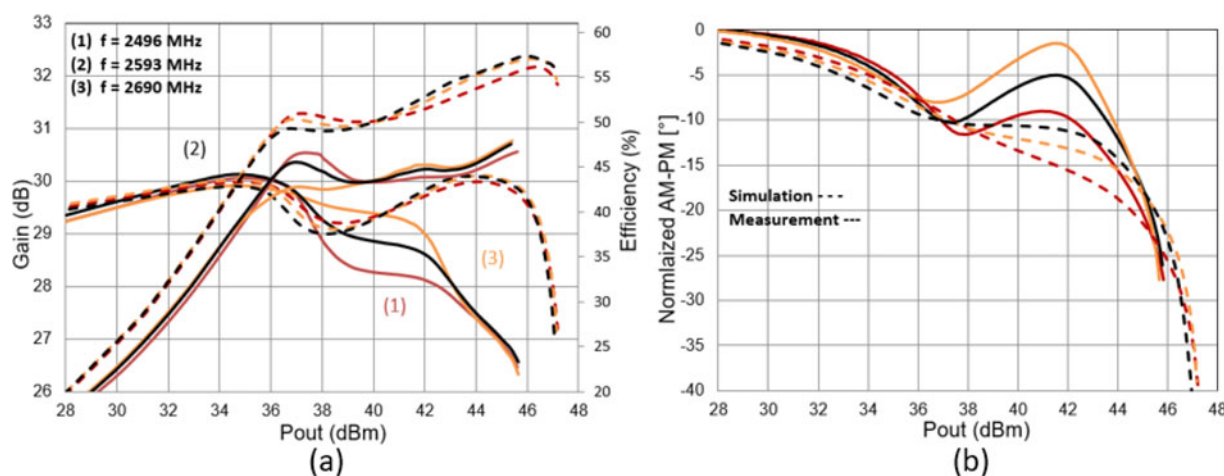 (1) f = 2496 MHz
(2) f = 2593 MHz
(3) f = 2690 MHz
33
32
31
30
29
28
27
26
Gain (dB)
60
55
50
45
40
35
30
25
20
Efficiency (%)
(2)
(3)
(1)
28 30 32 34 36 38 40 42 44 46 48
Pout (dBm)
(a)
0
-5
-10
-15
-20
-25
-30
-35
-40
Normlaized AM-PM [°]
Simulation ---
Measurement ---
28 30 32 34 36 38 40 42 44 46 48
Pout (dBm)
(b)